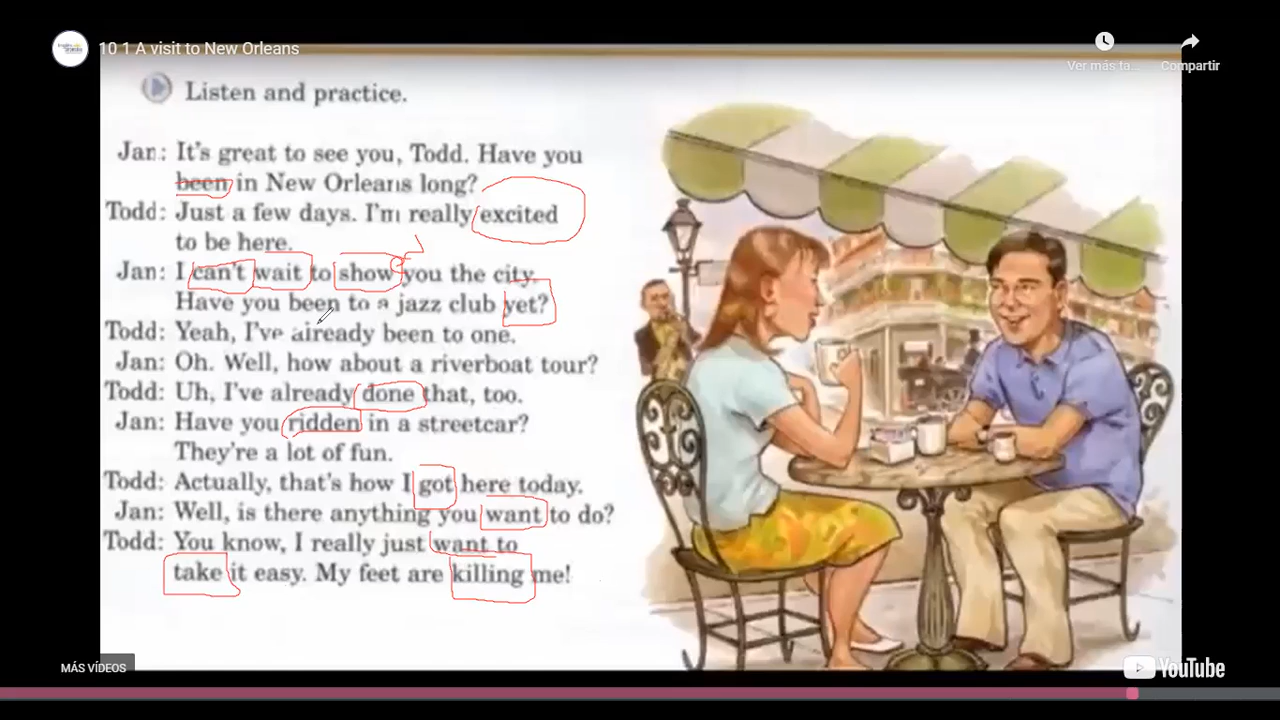 10 1 A visit to New Orleans
Ver más ta...
Compartir
Listen and practice.
Jan: It's great to see you, Todd. Have you
been in New Orleans long?
Todd: Just a few days. I'm really excited
to be here.
Jan: I can't wait to show you the city.
Have you been to a jazz club yet?
Todd: Yeah, I've already been to one.
Jan: Oh. Well, how about a riverboat tour?
Todd: Uh, I've already done that, too.
Jan: Have you ridden in a streetcar?
They're a lot of fun.
Todd: Actually, that's how I got here today.
Jan: Well, is there anything you want to do?
Todd: You know, I really just want to
take it easy. My feet are killing me!
MÁS VÍDEOS
YouTube